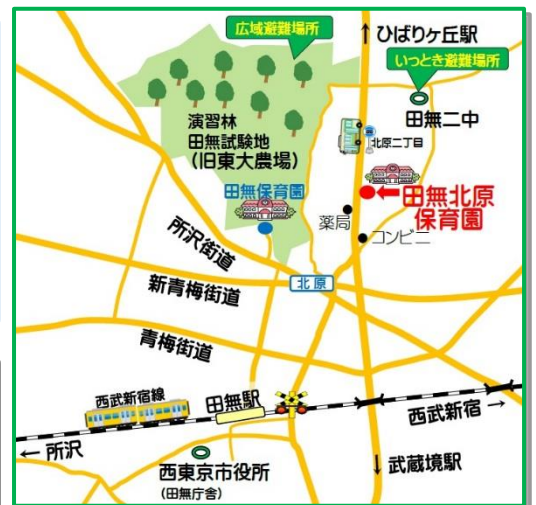 広域避難場所
↑ ひばりヶ丘駅
いっとき避難場所
田無二中
演習林
田無試験地
(旧東大農場)
北原二丁目
田無保育園
←田無北原
保育園
薬局
コンビニ
所沢街道
北原
新青梅街道
青梅街道
西武新宿線
田無駅
西武新宿 →
← 所沢
西東京市役所
(田無庁舎)
↓ 武蔵境駅